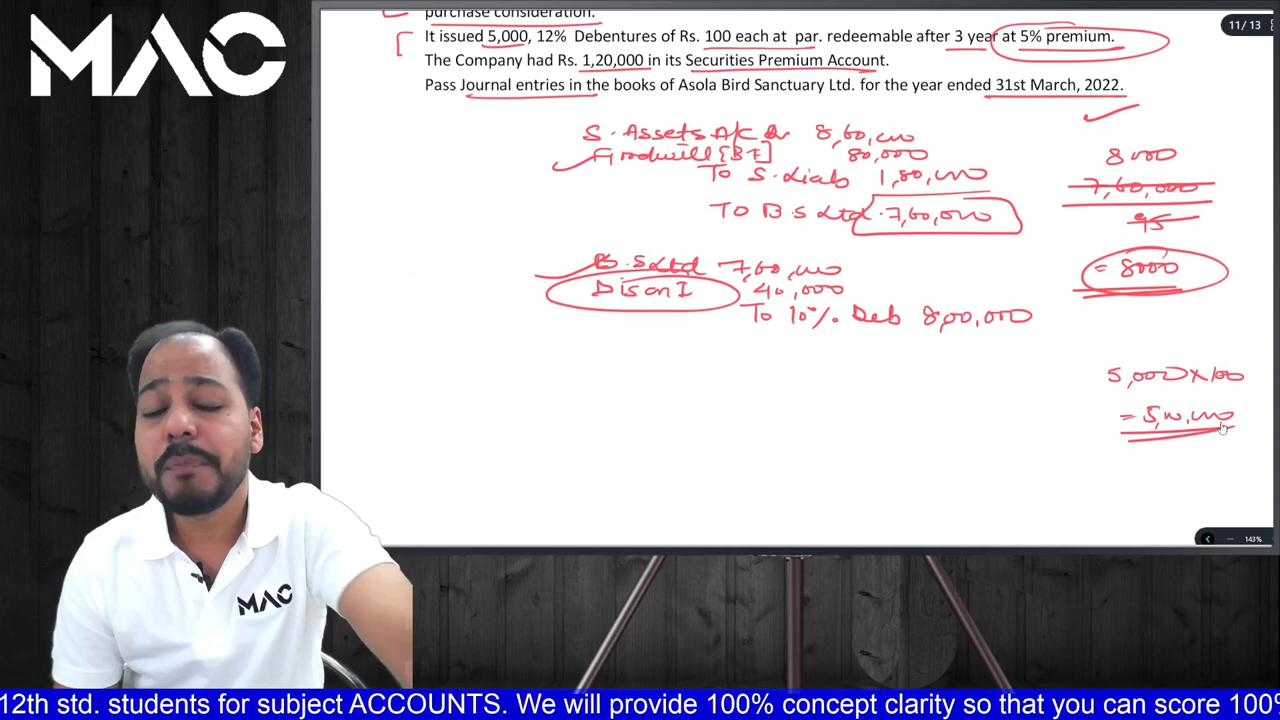 MAC
purchase consideration.
It issued 5,000, 12% Debentures of Rs. 100 each at par. redeemable after 3 year at 5% premium.
The Company had Rs. 1,20,000 in its Securities Premium Account.
Pass Journal entries in the books of Asola Bird Sanctuary Ltd. for the year ended 31st March, 2022.
11/13
S. Assets A/C Dr 8,60,000
Goodwill [BF] 80,000
To S. Liab 1,80,000
To B.S Ltd. 7,60,000
8000
7,60,000
95
= 8000
B.S Ltd 7,60,000
Dis on I 40,000
To 10% Deb 8,00,000
5,000 X 100
= 5,00,000
143%
MAC
12th std. students for subject ACCOUNTS. We will provide 100% concept clarity so that you can score 100